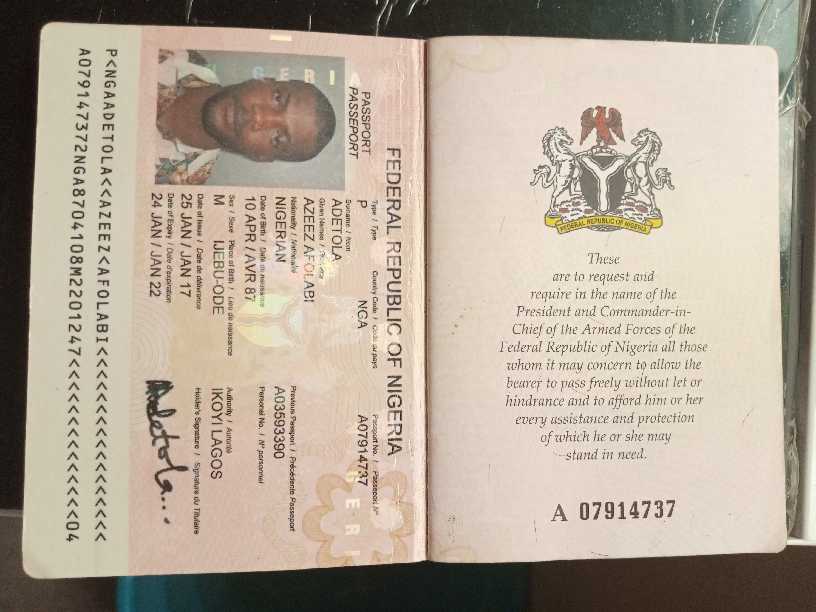 FEDERAL REPUBLIC OF NIGERIA
PASSPORT
PASSEPORT
Type / Type Country Code / Code du pays Passport No. / Passeport N°
P NGA A07914737
Surname / Nom
ADETOLA
Given Names / Prénoms
AZEEZ AFOLABI
Nationality / Nationalité Previous Passport / Précédente Passeport
NIGERIAN A03593390
Date of Birth / Date de naissance Personal No. / N° personnel
10 APR / AVR 87
Sex / Sexe Place of Birth / Lieu de naissance Authority / Autorité
M IJEBU-ODE IKOYI LAGOS
Date of Issue / Date de délivrance Holder's Signature / Signature du Titulaire
25 JAN / JAN 17
Date of Expiry / Date d'expiration
24 JAN / JAN 22
Adetola...
P<NGAADETOLA<<AZEEZ<AFOLABI<<<<<<<<<<<<<<<<<
A079147372NGA8704108M2201247<<<<<<<<<<<<<<04
FEDERAL REPUBLIC OF NIGERIA
These
are to request and
require in the name of the
President and Commander-in-
Chief of the Armed Forces of the
Federal Republic of Nigeria all those
whom it may concern to allow the
bearer to pass freely without let or
hindrance and to afford him or her
every assistance and protection
of which he or she may
stand in need.
A 07914737